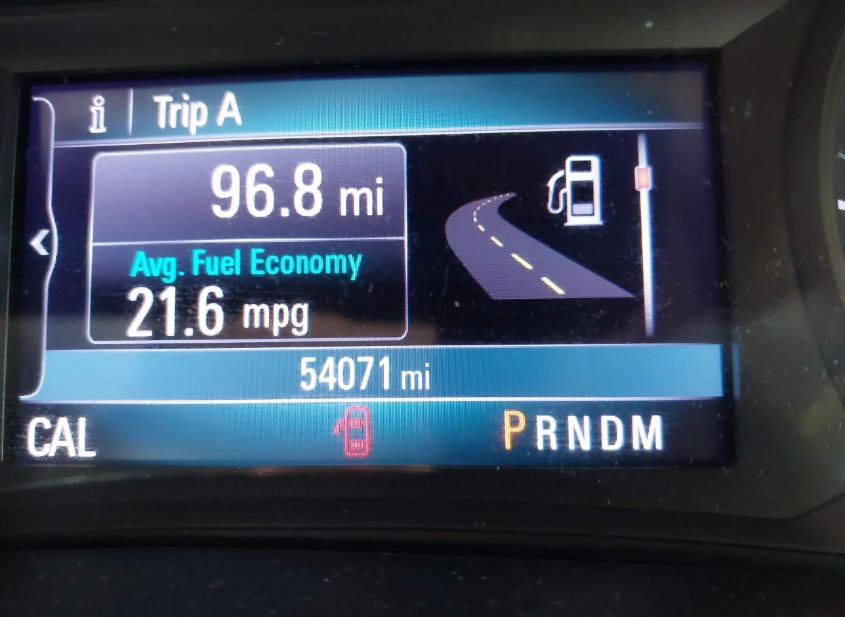 i | Trip A
96.8 mi
Avg. Fuel Economy
21.6 mpg
54071 mi
CAL
PRNDM